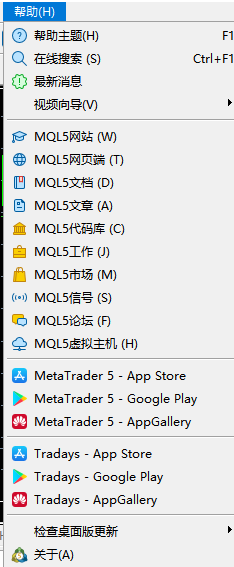 帮助(H)
帮助主题(H) F1
在线搜索 (S) Ctrl+F1
最新消息
视频向导(V)
MQL5网站 (W)
MQL5网页端 (T)
MQL5文档 (D)
MQL5文章 (A)
MQL5代码库 (C)
MQL5工作 (J)
MQL5市场 (M)
MQL5信号 (S)
MQL5论坛 (F)
MQL5虚拟主机 (H)
MetaTrader 5 - App Store
MetaTrader 5 - Google Play
MetaTrader 5 - AppGallery
Tradays - App Store
Tradays - Google Play
Tradays - AppGallery
检查桌面版更新
关于(A)